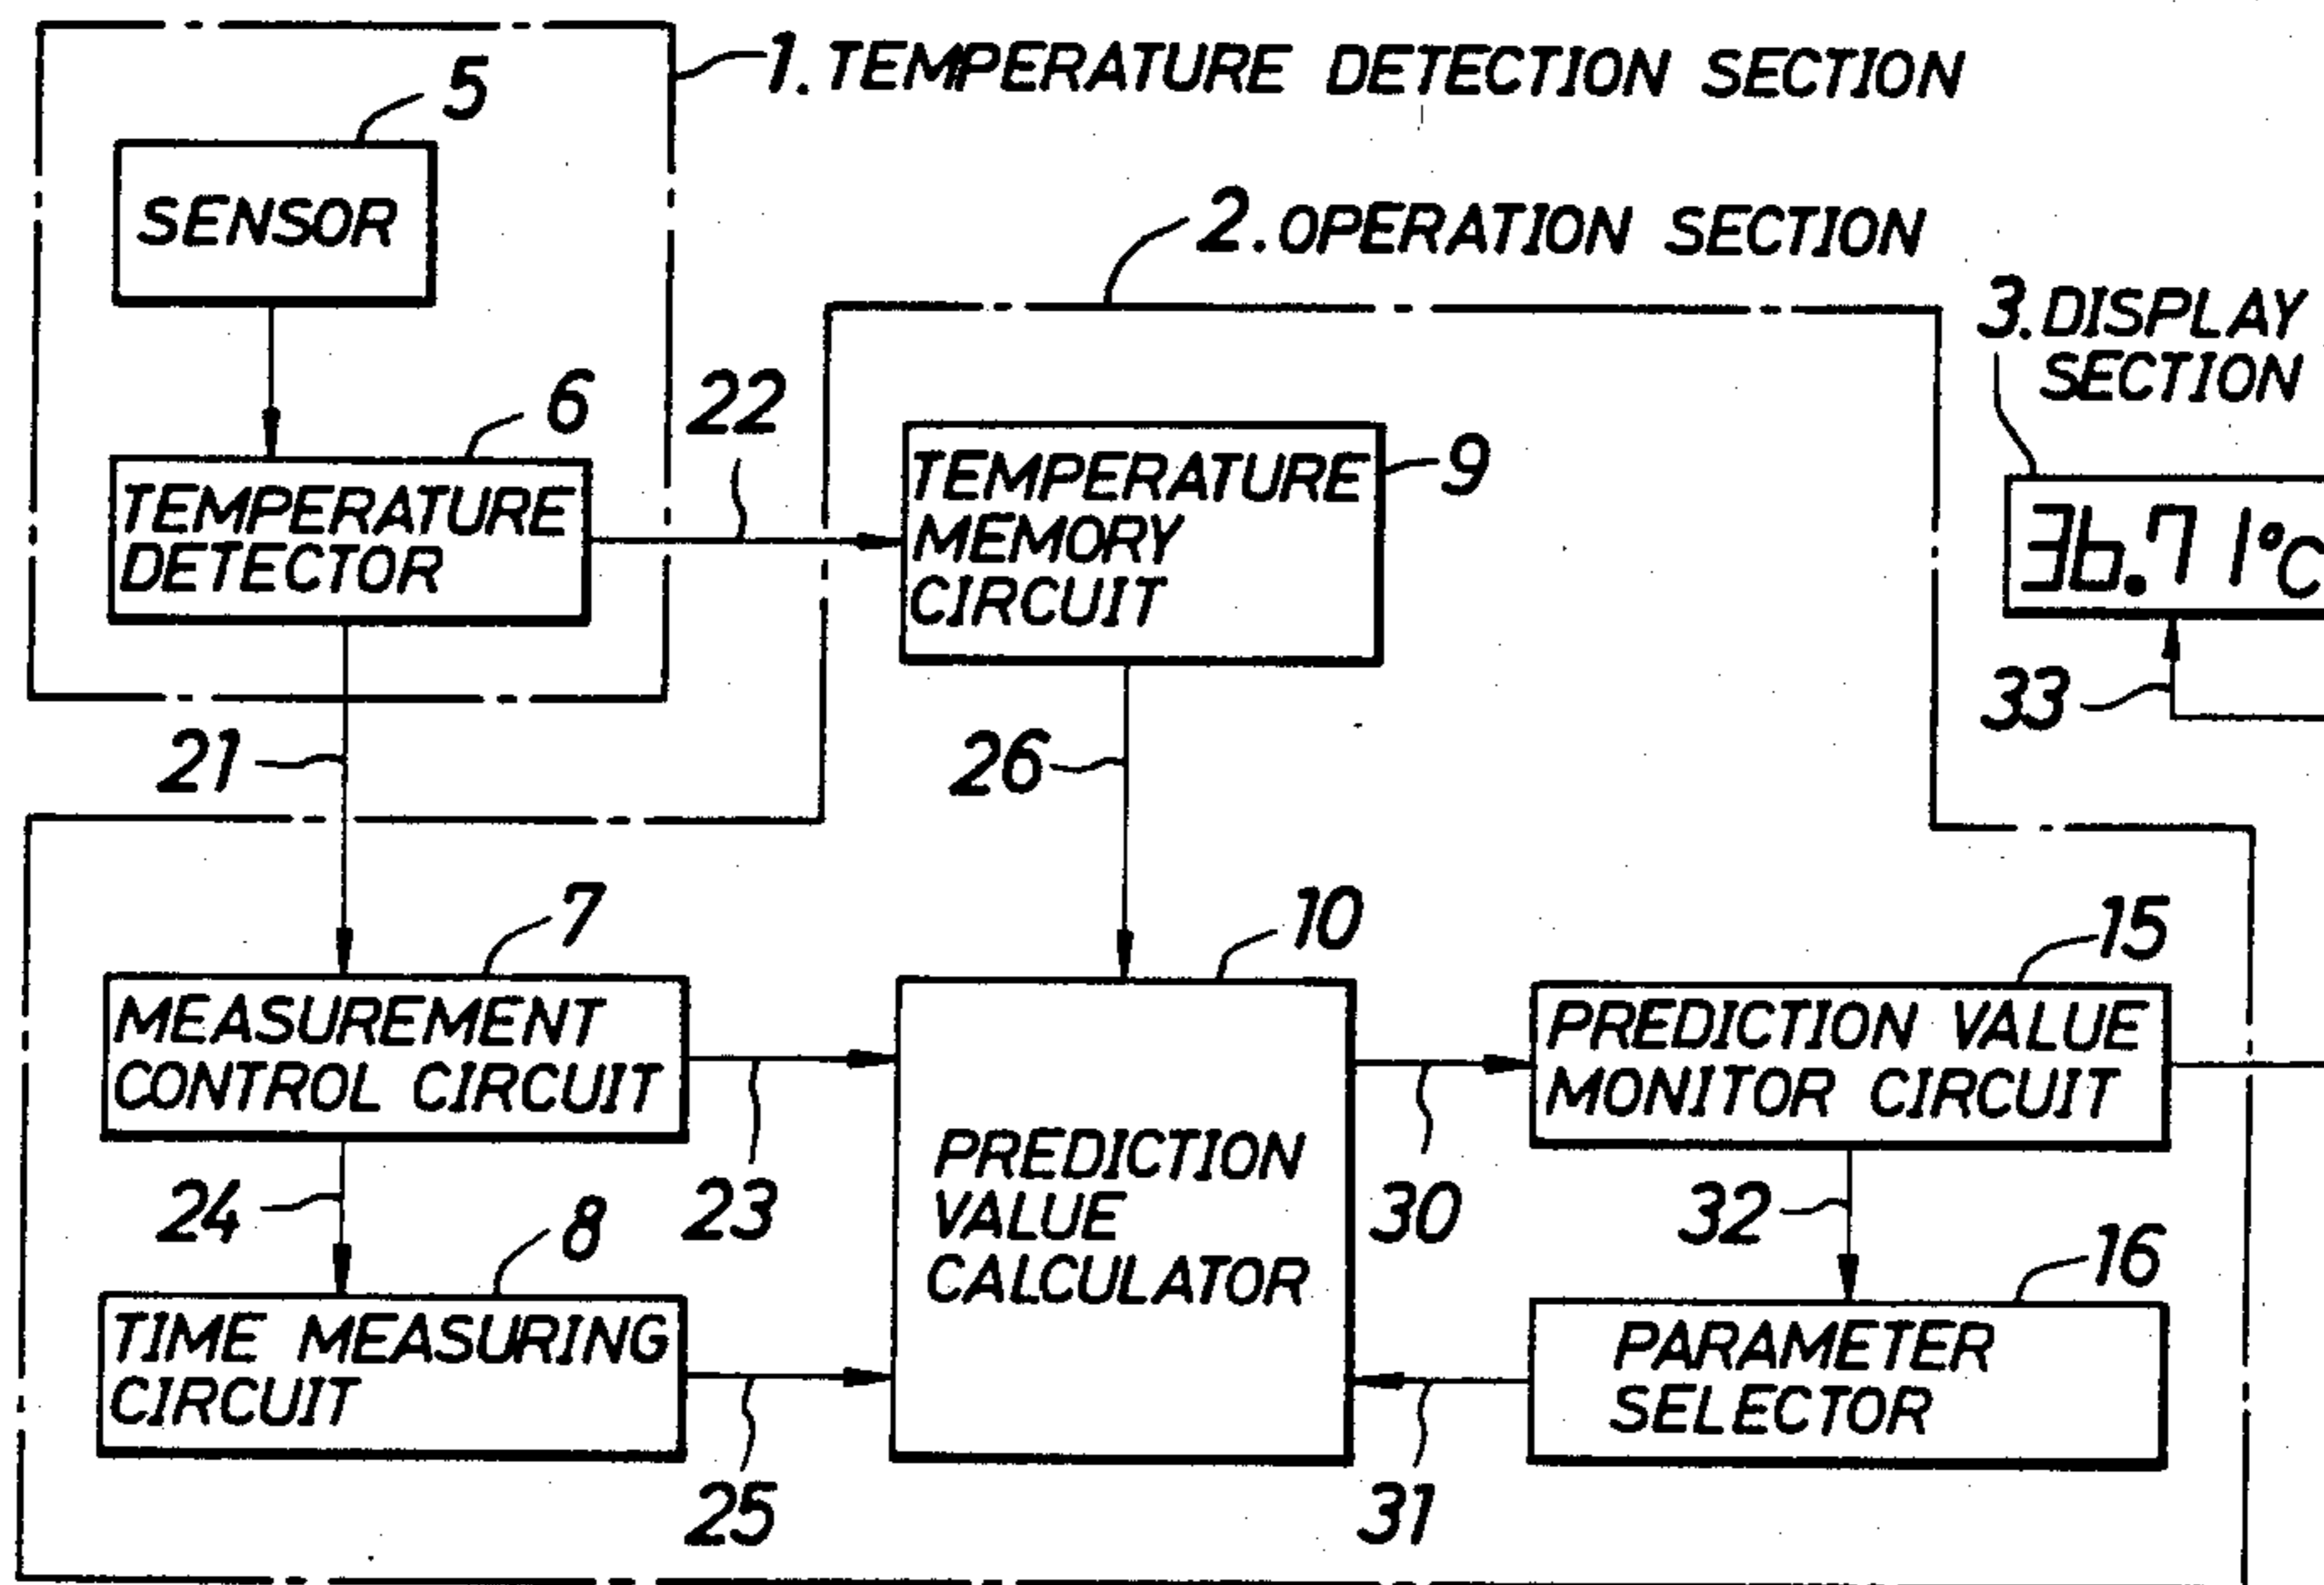 1. TEMPERATURE DETECTION SECTION
5
SENSOR
2. OPERATION SECTION
3. DISPLAY
SECTION
6
22
TEMPERATURE
DETECTOR
9
TEMPERATURE
MEMORY
CIRCUIT
36.71°C
33
21
26
7
10
15
MEASUREMENT
CONTROL CIRCUIT
PREDICTION VALUE
MONITOR CIRCUIT
PREDICTION
VALUE
CALCULATOR
24
23
30
32
8
16
TIME MEASURING
CIRCUIT
PARAMETER
SELECTOR
25
31